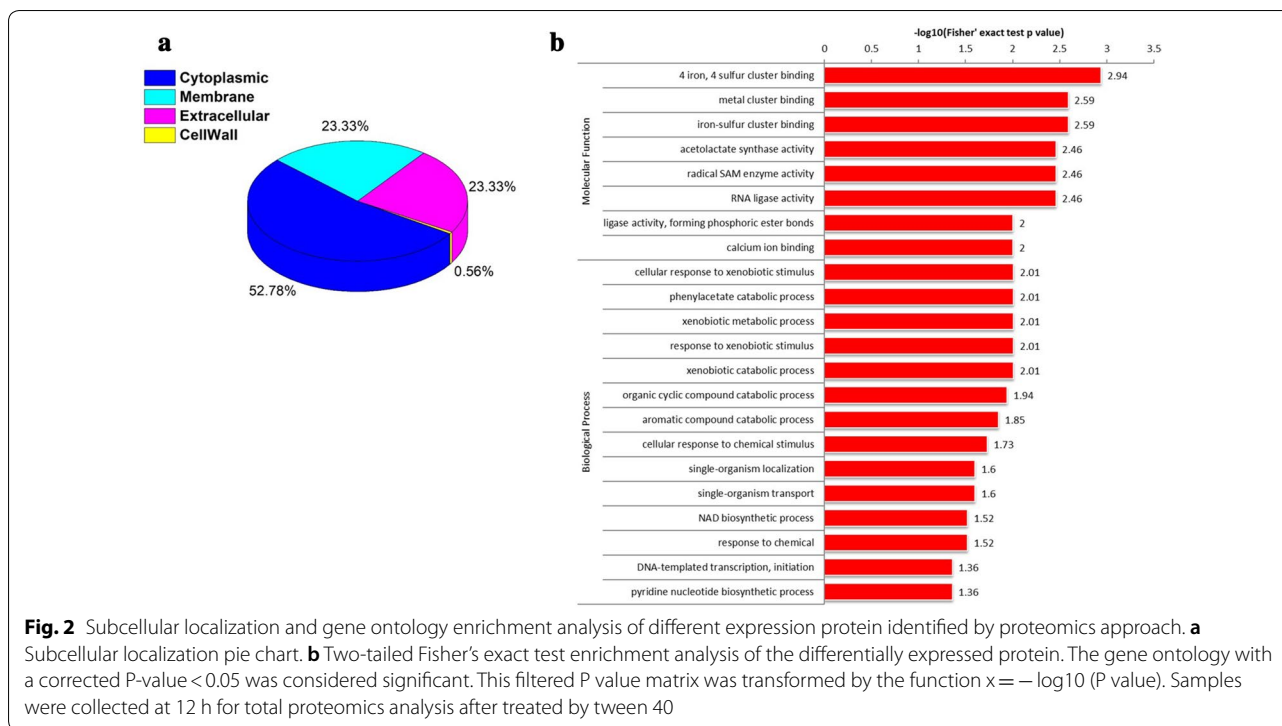 a
Cytoplasmic
Membrane
Extracellular
CellWall
23.33%
23.33%
0.56%
52.78%
b
-log10(Fisher' exact test p value)
0 0.5 1 1.5 2 2.5 3 3.5
Molecular Function
4 iron, 4 sulfur cluster binding 2.94
metal cluster binding 2.59
iron-sulfur cluster binding 2.59
acetolactate synthase activity 2.46
radical SAM enzyme activity 2.46
RNA ligase activity 2.46
ligase activity, forming phosphoric ester bonds 2
calcium ion binding 2
Biological Process
cellular response to xenobiotic stimulus 2.01
phenylacetate catabolic process 2.01
xenobiotic metabolic process 2.01
response to xenobiotic stimulus 2.01
xenobiotic catabolic process 2.01
organic cyclic compound catabolic process 1.94
aromatic compound catabolic process 1.85
cellular response to chemical stimulus 1.73
single-organism localization 1.6
single-organism transport 1.6
NAD biosynthetic process 1.52
response to chemical 1.52
DNA-templated transcription, initiation 1.36
pyridine nucleotide biosynthetic process 1.36
Fig. 2 Subcellular localization and gene ontology enrichment analysis of different expression protein identified by proteomics approach. a
Subcellular localization pie chart. b Two-tailed Fisher's exact test enrichment analysis of the differentially expressed protein. The gene ontology with
a corrected P-value < 0.05 was considered significant. This filtered P value matrix was transformed by the function x = − log10 (P value). Samples
were collected at 12 h for total proteomics analysis after treated by tween 40